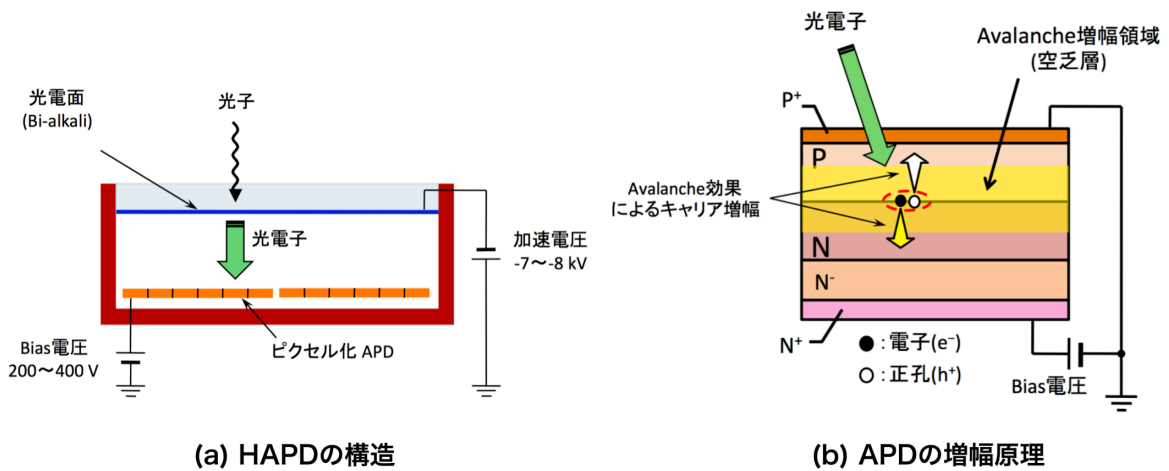 光電面
(Bi-alkali)
光子
光電子
加速電圧
-7～-8 kV
Bias電圧
200～400 V
ピクセル化 APD
(a) HAPDの構造
光電子
Avalanche増幅領域
(空乏層)
P⁺
P
Avalanche効果
によるキャリア増幅
N
N⁻
N⁺
●：電子(e⁻)
○：正孔(h⁺)
Bias電圧
(b) APDの増幅原理